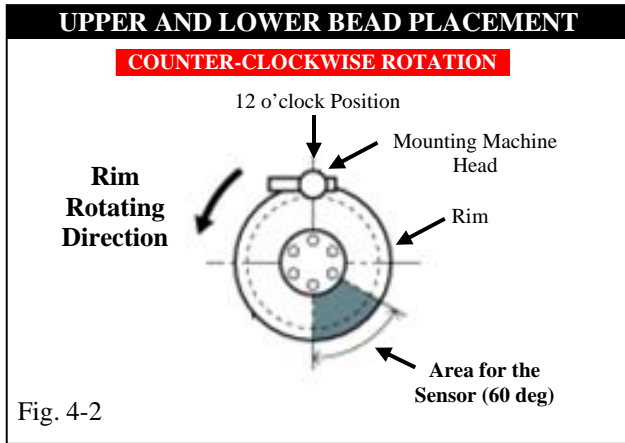 UPPER AND LOWER BEAD PLACEMENT
COUNTER-CLOCKWISE ROTATION
12 o'clock Position
Mounting Machine
Head
Rim
Rotating
Direction
Rim
Area for the
Sensor (60 deg)
Fig. 4-2